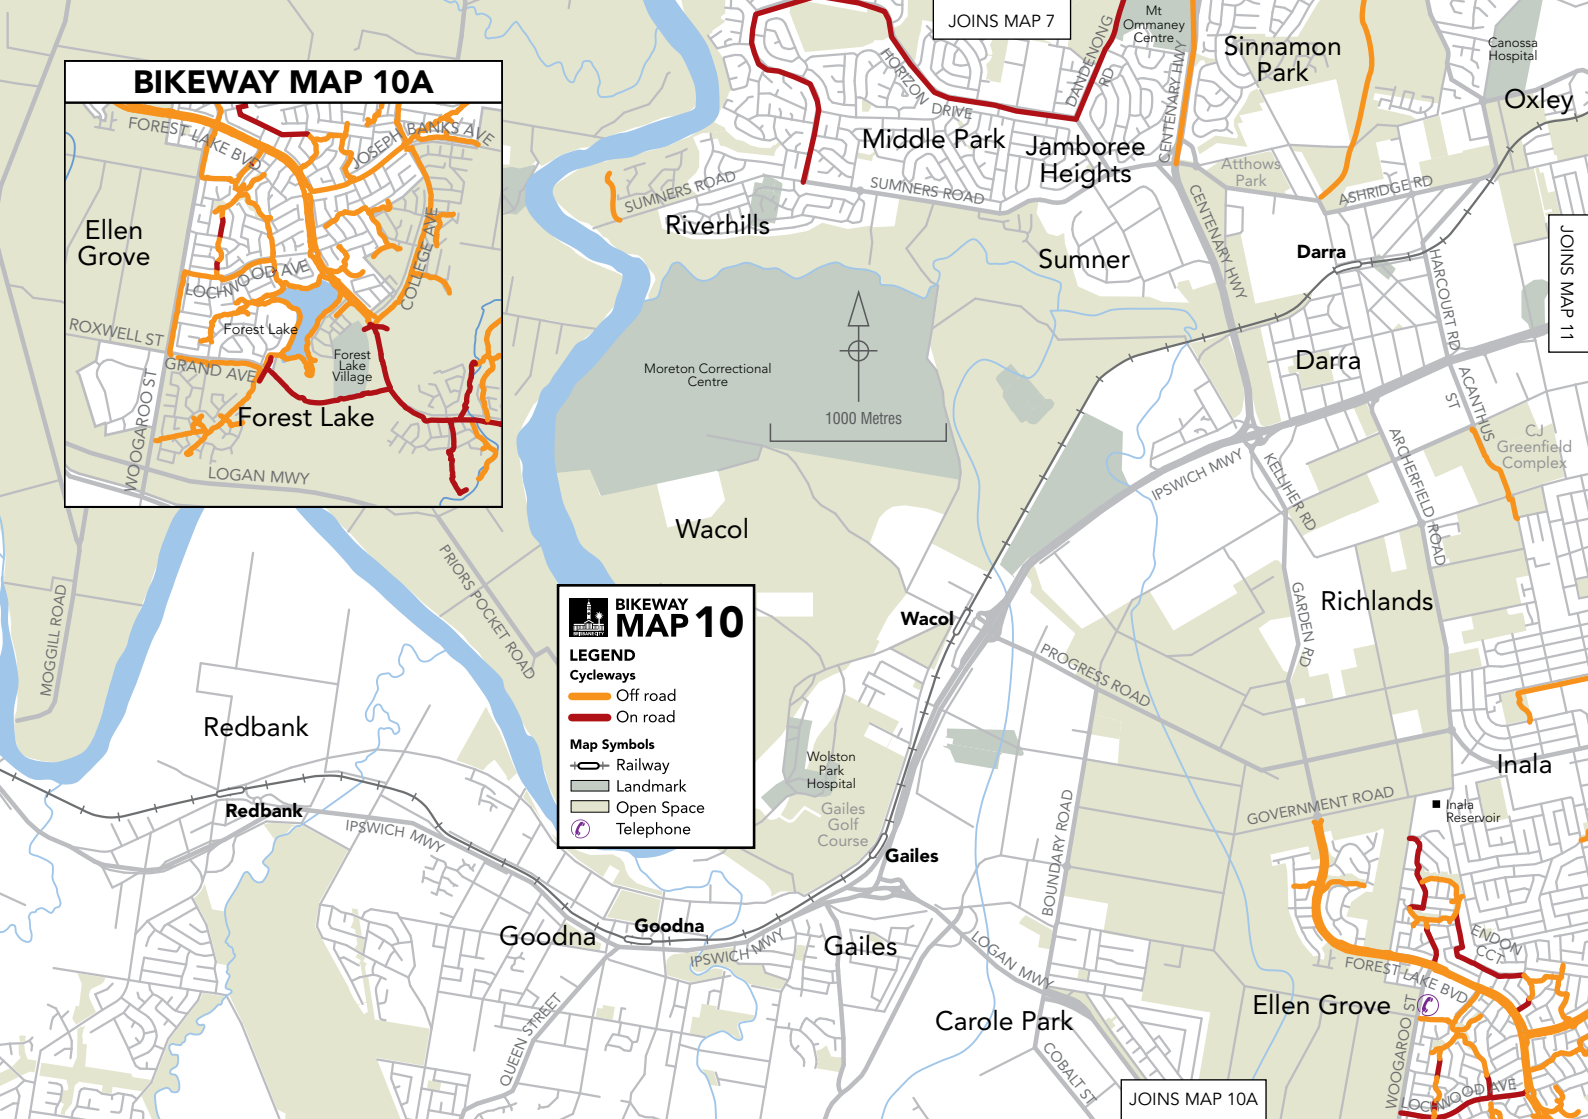 JOINS MAP 7
Mt
Ommaney
Centre
Sinnamon
Park
Canossa
Hospital
Oxley
BIKEWAY MAP 10A
FOREST LAKE BVD
JOSEPH BANKS AVE
Ellen
Grove
COLLEGE AVE
LOCHWOOD AVE
Forest Lake
ROXWELL ST
Forest
Lake
Village
GRAND AVE
WOOGAROO ST
Forest Lake
LOGAN MWY
HORIZON DRIVE
DANDENONG
RD
CENTENARY HWY
Middle Park
Jamboree
Heights
Atthows
Park
ASHRIDGE RD
SUMNERS ROAD
SUMNERS ROAD
Riverhills
CENTENARY HWY
Sumner
Darra
HARCOURT RD
JOINS MAP 11
Darra
Moreton Correctional
Centre
1000 Metres
ACANTHUS
ST
CJ
Greenfield
Complex
ARCHERFIELD ROAD
IPSWICH MWY
KELLIHER RD
Wacol
PRIORS POCKET ROAD
MOGGILL ROAD
BIKEWAY
MAP 10
BRISBANE CITY
LEGEND
Cycleways
Off road
On road
Map Symbols
Railway
Landmark
Open Space
Telephone
Wacol
GARDEN RD
Richlands
PROGRESS ROAD
Redbank
Wolston
Park
Hospital
Inala
Redbank
IPSWICH MWY
Gailes
Golf
Course
GOVERNMENT ROAD
Inala
Reservoir
Gailes
BOUNDARY ROAD
Goodna
Goodna
IPSWICH MWY
Gailes
LOGAN MWY
ENDON
CCT
FOREST LAKE BVD
Ellen Grove
Carole Park
QUEEN STREET
COBALT ST
WOOGAROO ST
LOCHWOOD AVE
JOINS MAP 10A